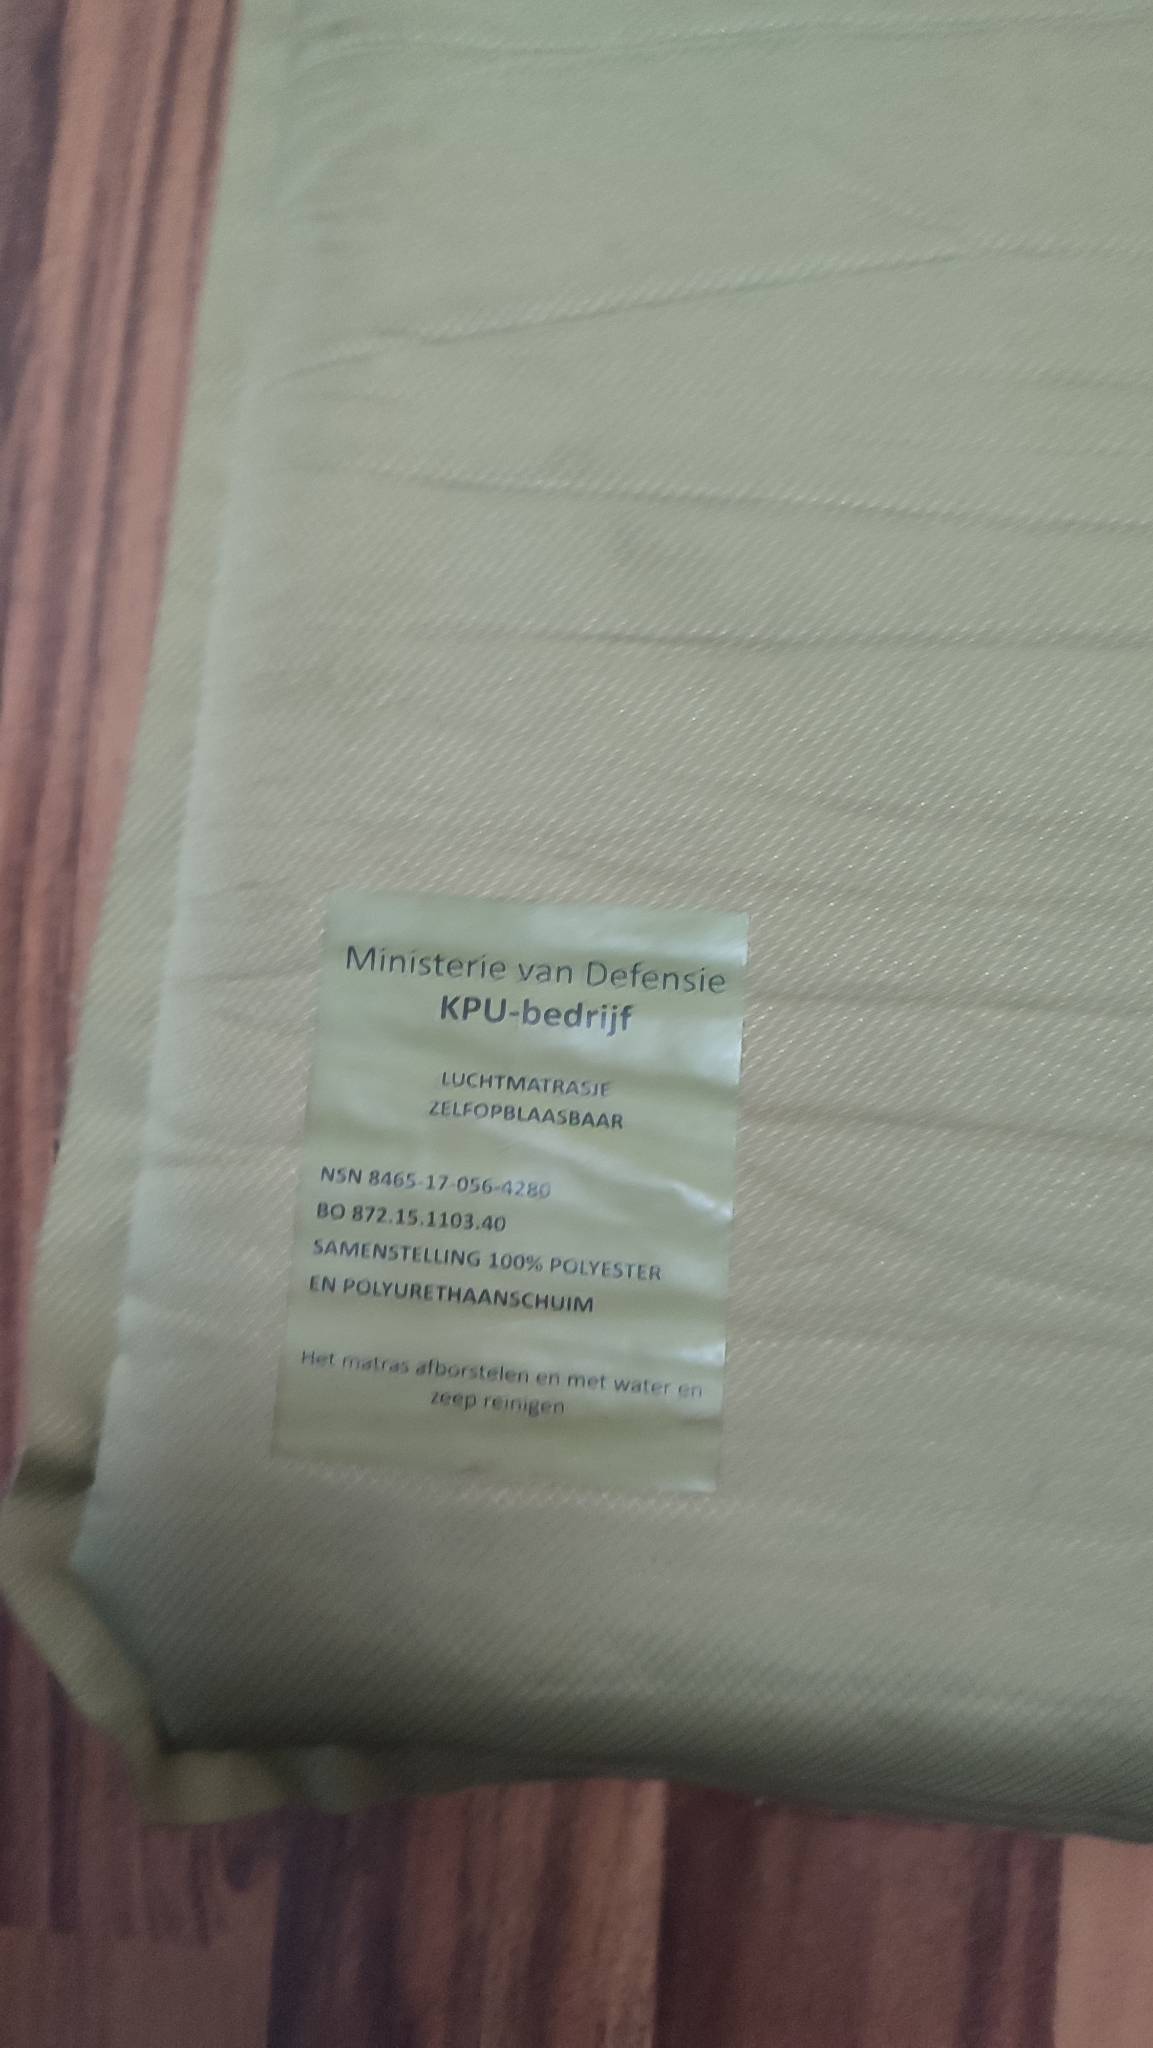 Ministerie van Defensie
KPU-bedrijf
LUCHTMATRASJE
ZELFOPBLAASBAAR
NSN 8465-17-056-4280
BO 872.15.1103.40
SAMENSTELLING 100% POLYESTER
EN POLYURETHAANSCHUIM
Het matras afborstelen en met water en
zeep reinigen